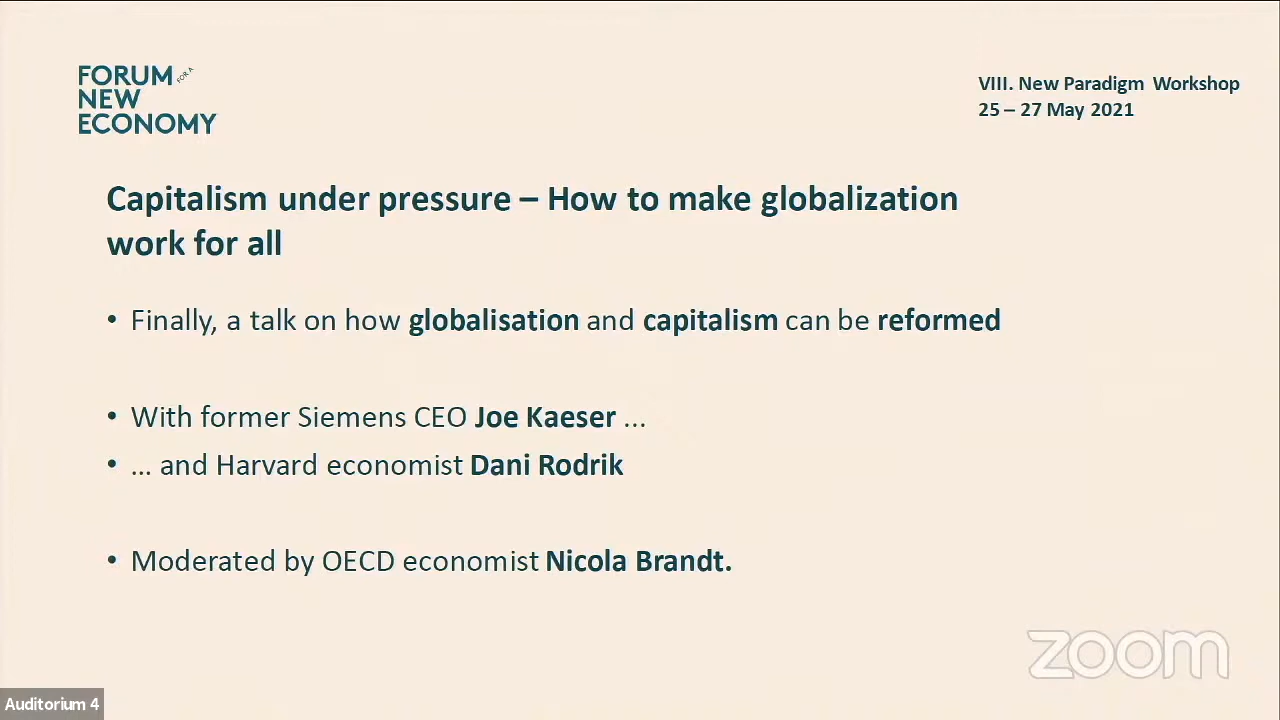 FORUM FOR A
NEW
ECONOMY
VIII. New Paradigm Workshop
25 – 27 May 2021
Capitalism under pressure – How to make globalization
work for all
• Finally, a talk on how globalisation and capitalism can be reformed
• With former Siemens CEO Joe Kaeser ...
• ... and Harvard economist Dani Rodrik
• Moderated by OECD economist Nicola Brandt.
zoom
Auditorium 4